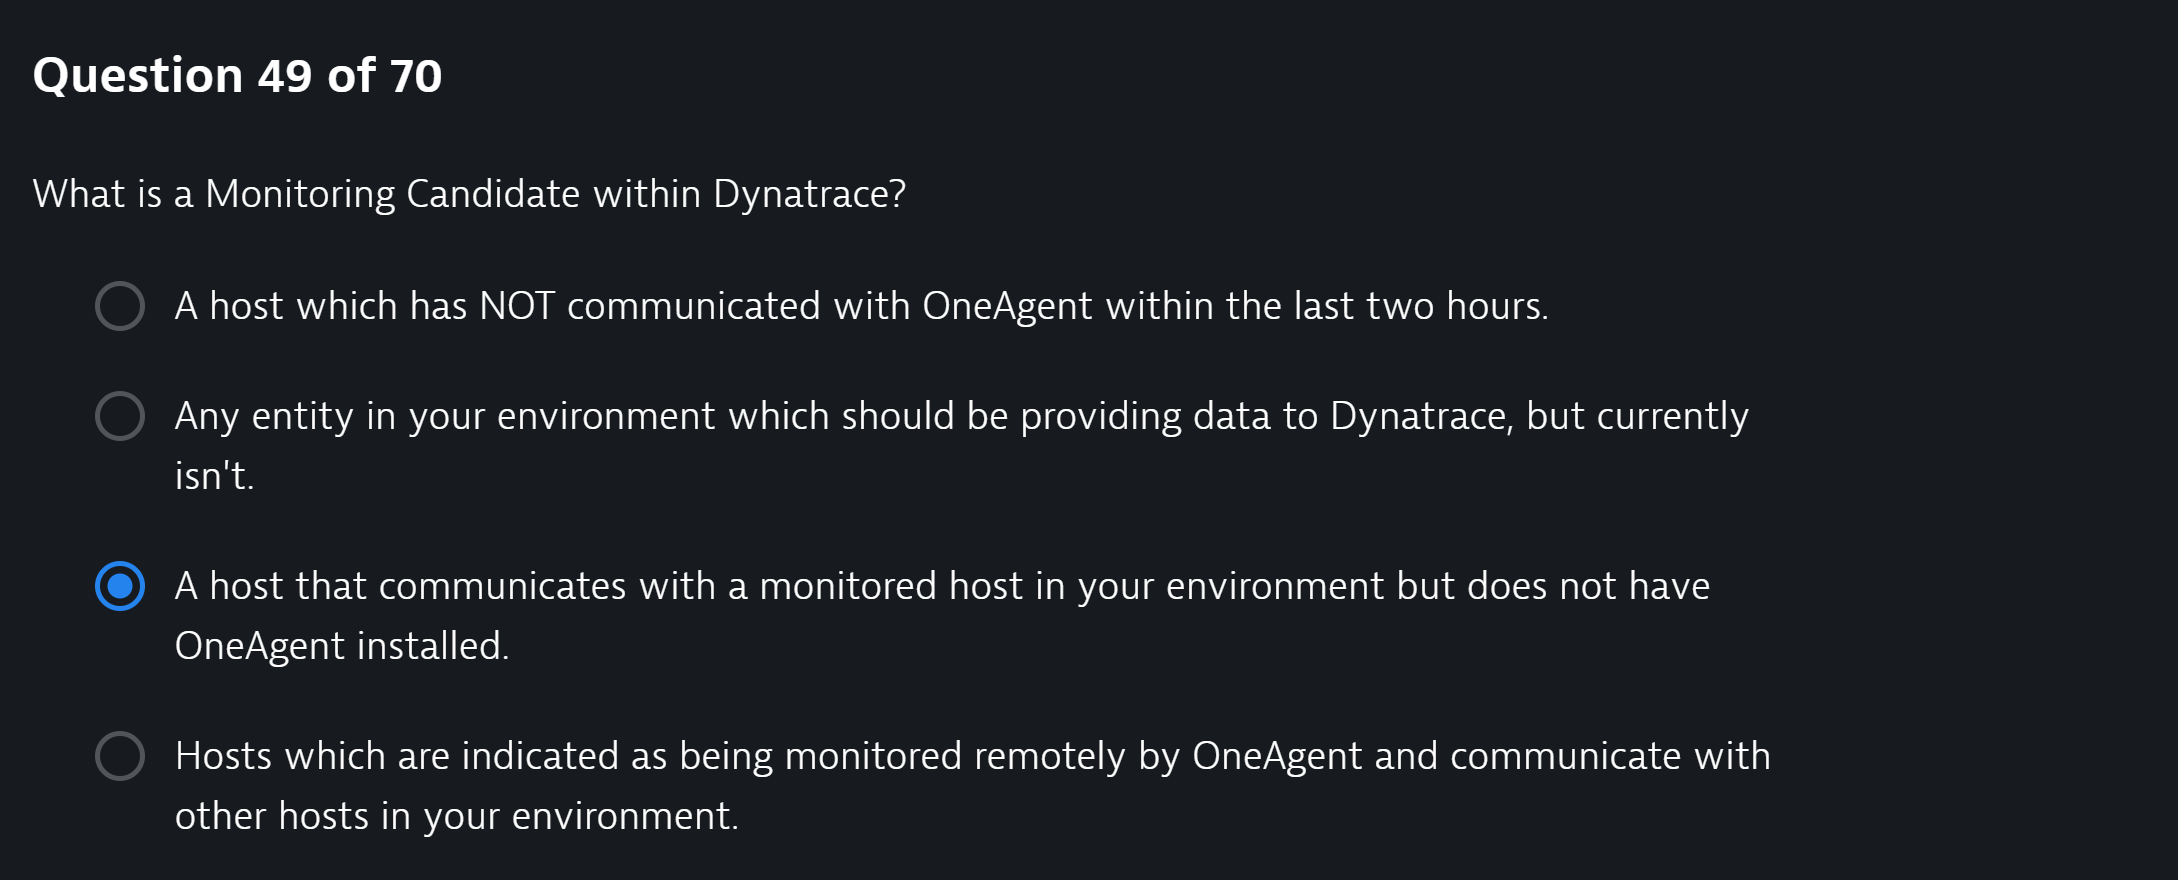 Question 49 of 70
What is a Monitoring Candidate within Dynatrace?
A host which has NOT communicated with OneAgent within the last two hours.
Any entity in your environment which should be providing data to Dynatrace, but currently
isn't.
A host that communicates with a monitored host in your environment but does not have
OneAgent installed.
Hosts which are indicated as being monitored remotely by OneAgent and communicate with
other hosts in your environment.